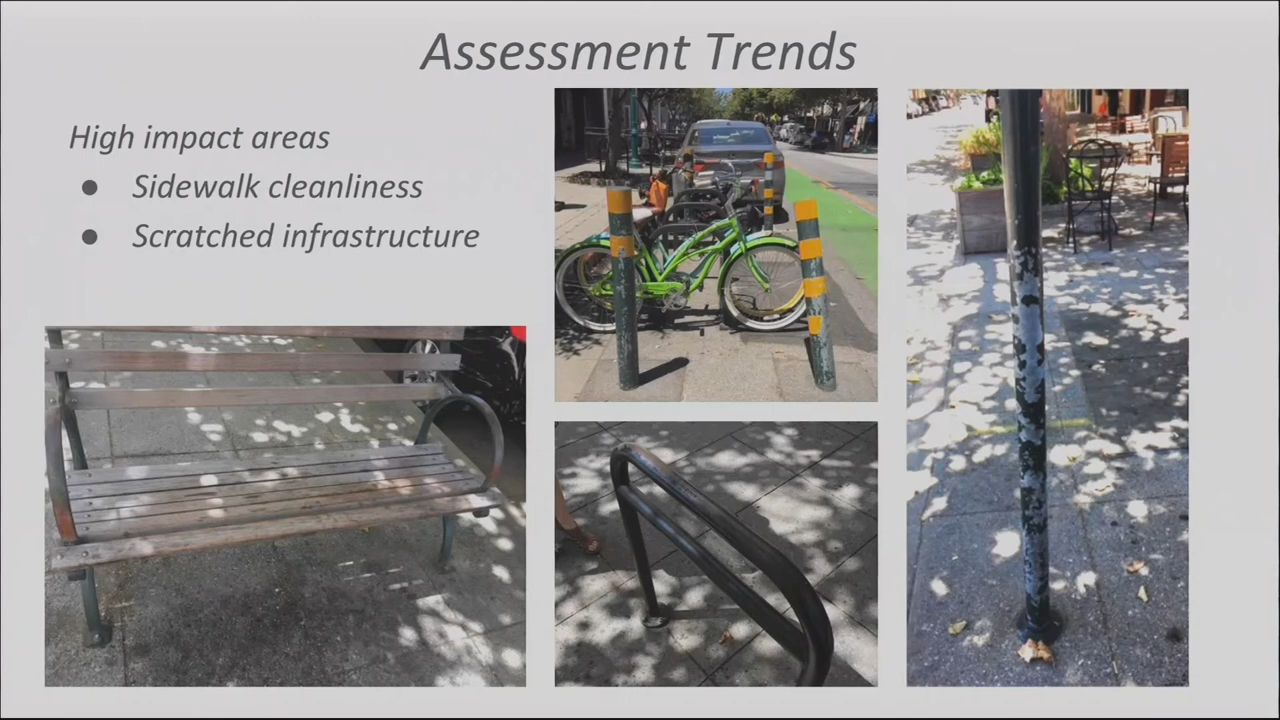 Assessment Trends
High impact areas
● Sidewalk cleanliness
● Scratched infrastructure